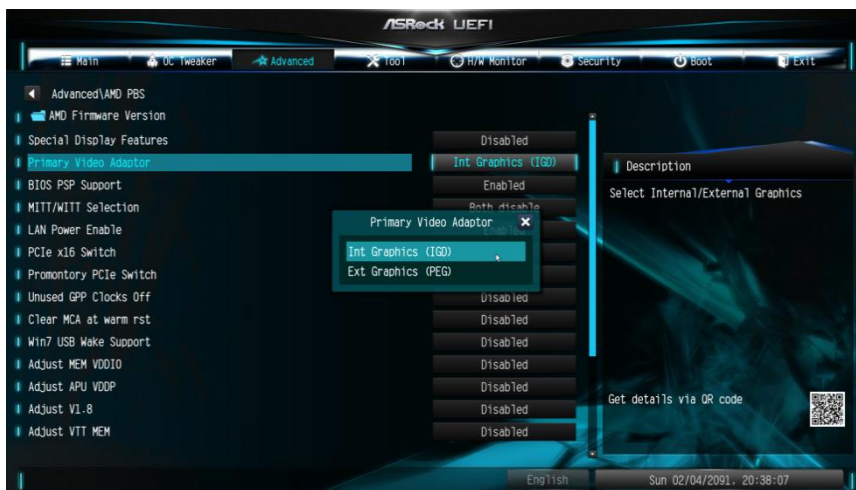 ASRock UEFI
Main OC Tweaker Advanced Tool H/W Monitor Security Boot Exit
Advanced\AMD PBS
AMD Firmware Version
Special Display Features Disabled
Primary Video Adaptor Int Graphics (IGD)
Description
BIOS PSP Support Enabled
Select Internal/External Graphics
MITT/WITT Selection Both disable
Primary Video Adaptor
LAN Power Enable
Int Graphics (IGD)
PCIe x16 Switch
Ext Graphics (PEG)
Promontory PCIe Switch
Unused GPP Clocks Off Disabled
Clear MCA at warm rst Disabled
Win7 USB Wake Support Disabled
Adjust MEM VDDIO Disabled
Adjust APU VDDP Disabled
Get details via QR code
Adjust V1.8 Disabled
Adjust VTT MEM Disabled
English Sun 02/04/2091. 20:38:07